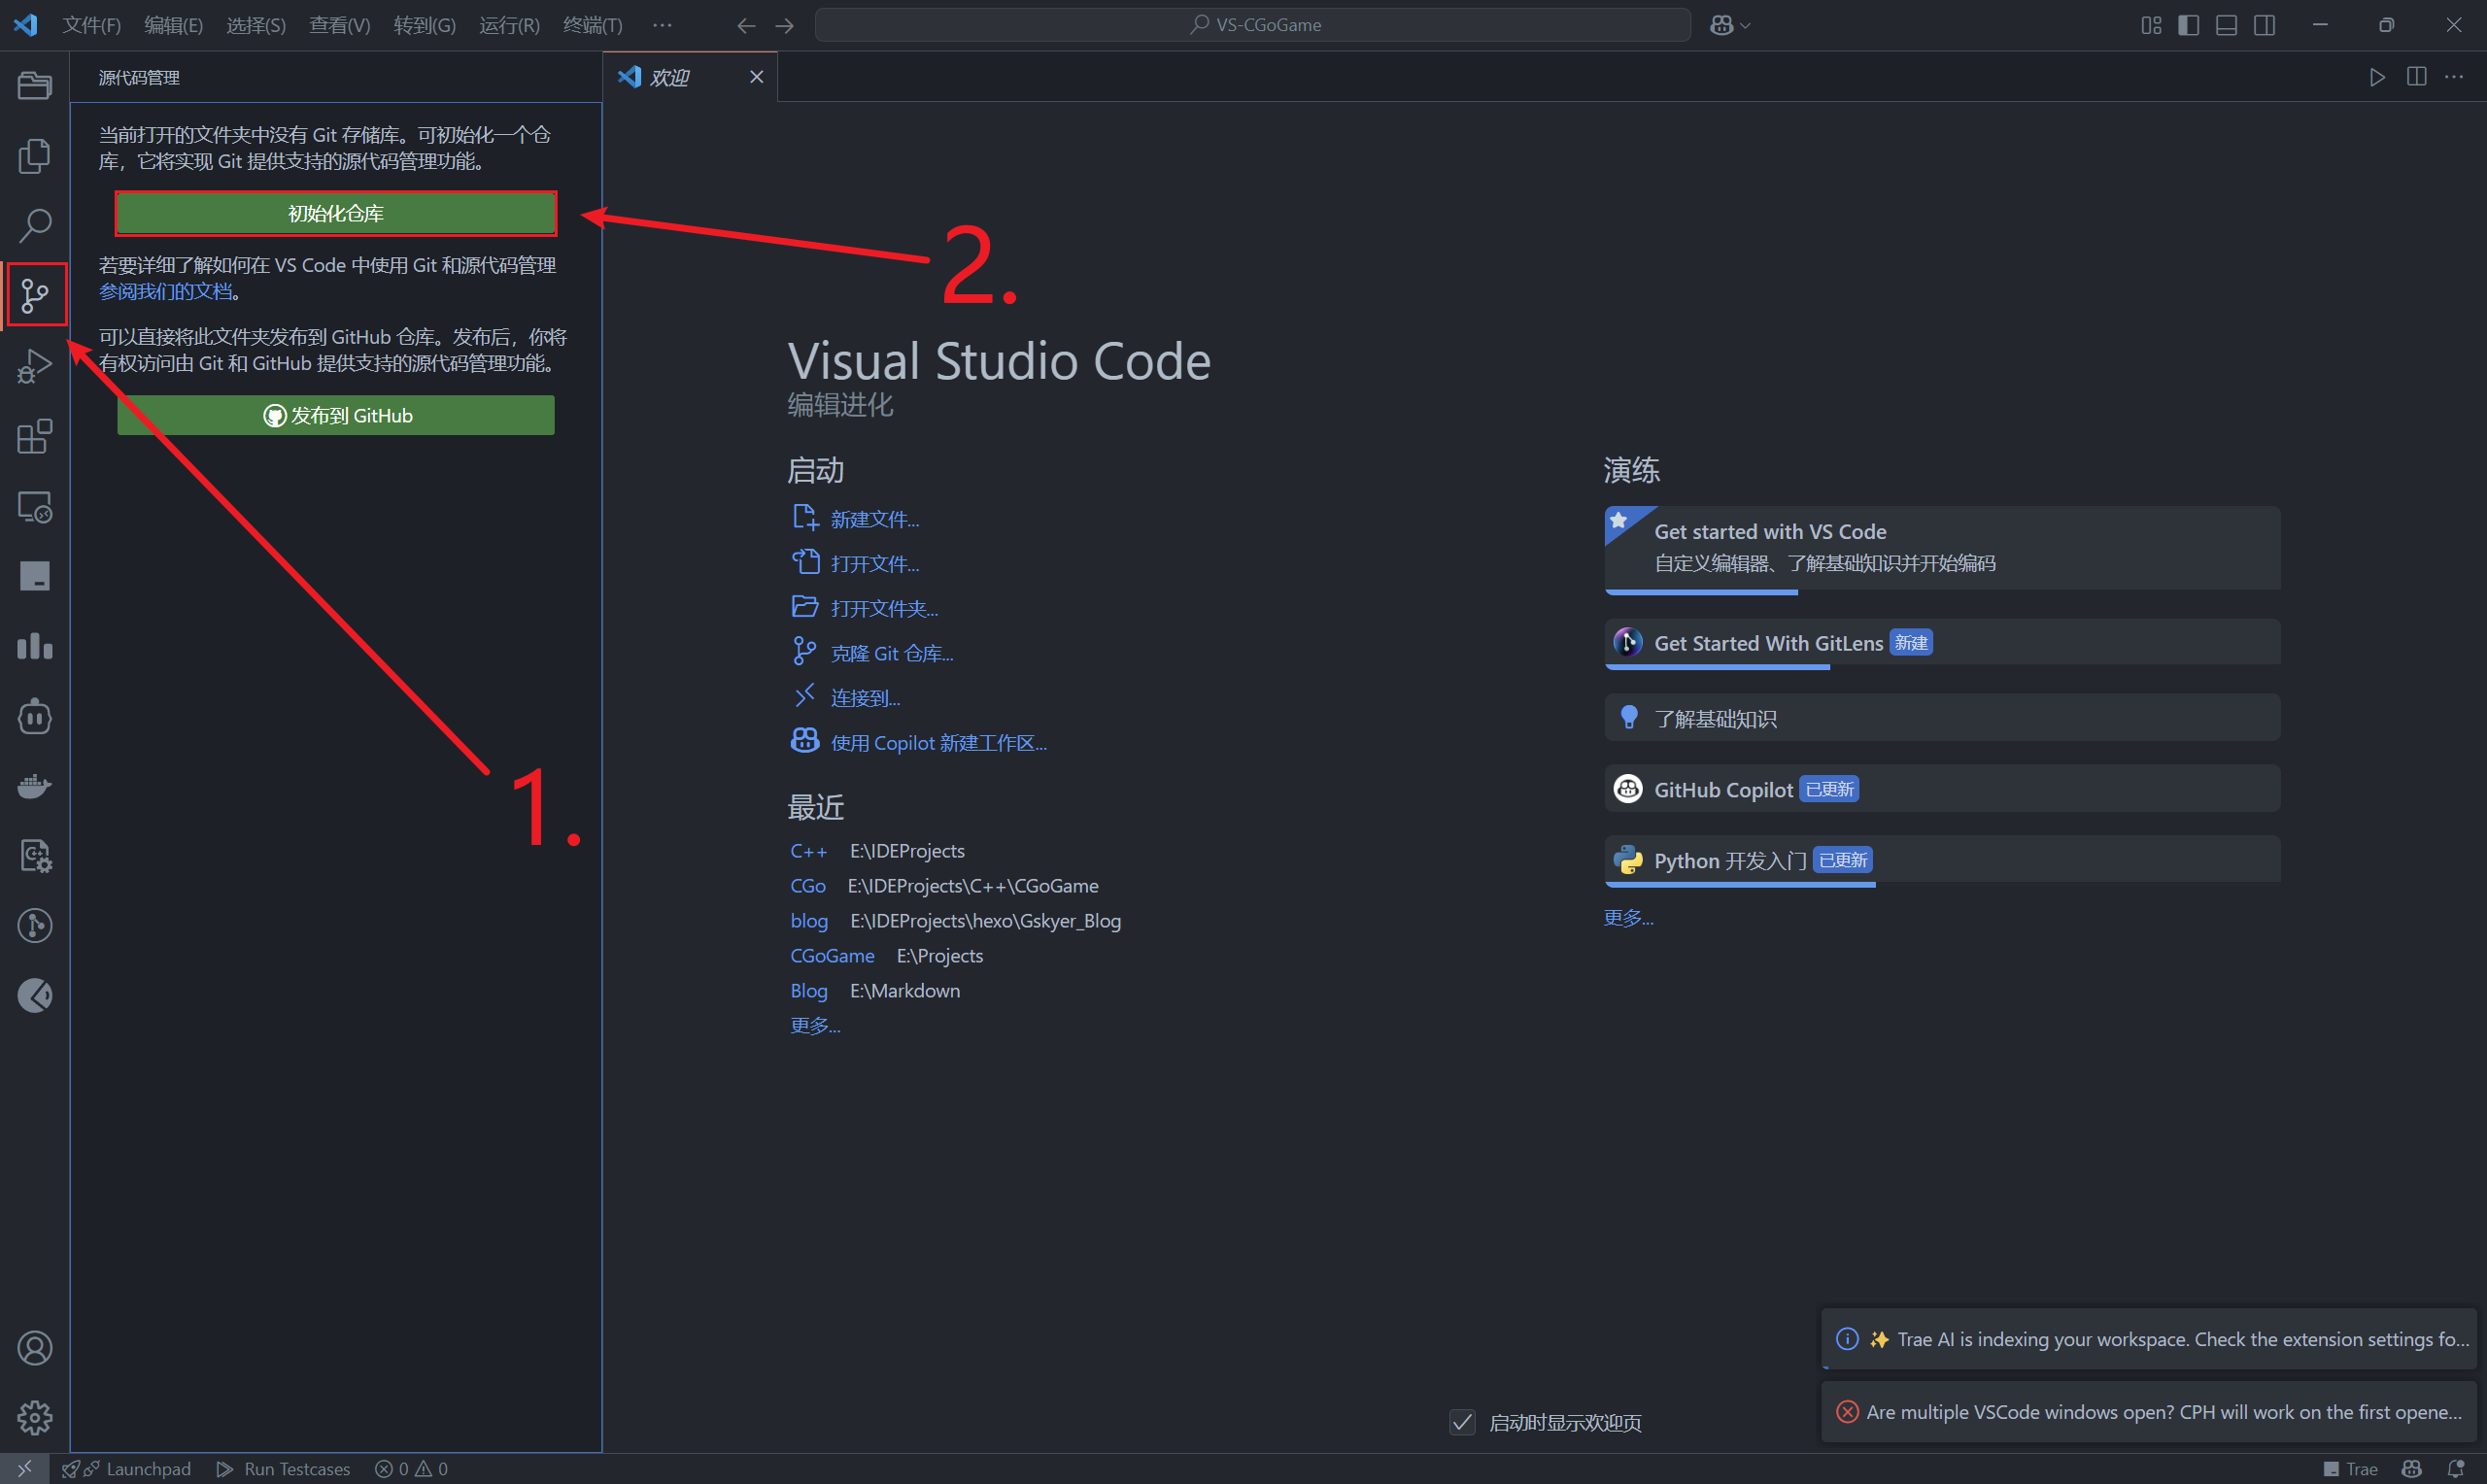 文件(F) 编辑(E) 选择(S) 查看(V) 转到(G) 运行(R) 终端(T) ··· VS-CGoGame
源代码管理
欢迎
当前打开的文件夹中没有 Git 存储库。可初始化一个仓
库，它将实现 Git 提供支持的源代码管理功能。
初始化仓库
若要详细了解如何在 VS Code 中使用 Git 和源代码管理
参阅我们的文档。
可以直接将此文件夹发布到 GitHub 仓库。发布后，你将
有权访问由 Git 和 GitHub 提供支持的源代码管理功能。
发布到 GitHub
2.
1.
Visual Studio Code
编辑进化
启动
新建文件...
打开文件...
打开文件夹...
克隆 Git 仓库...
连接到...
使用 Copilot 新建工作区...
最近
C++ E:\IDEProjects
CGo E:\IDEProjects\C++\CGoGame
blog E:\IDEProjects\hexo\Gskyer_Blog
CGoGame E:\Projects
Blog E:\Markdown
更多...
演练
Get started with VS Code
自定义编辑器、了解基础知识并开始编码
Get Started With GitLens 新建
了解基础知识
GitHub Copilot 已更新
Python 开发入门 已更新
更多...
启动时显示欢迎页
✨ Trae AI is indexing your workspace. Check the extension settings fo...
Are multiple VSCode windows open? CPH will work on the first opene...
Launchpad Run Testcases 0 0 Trae